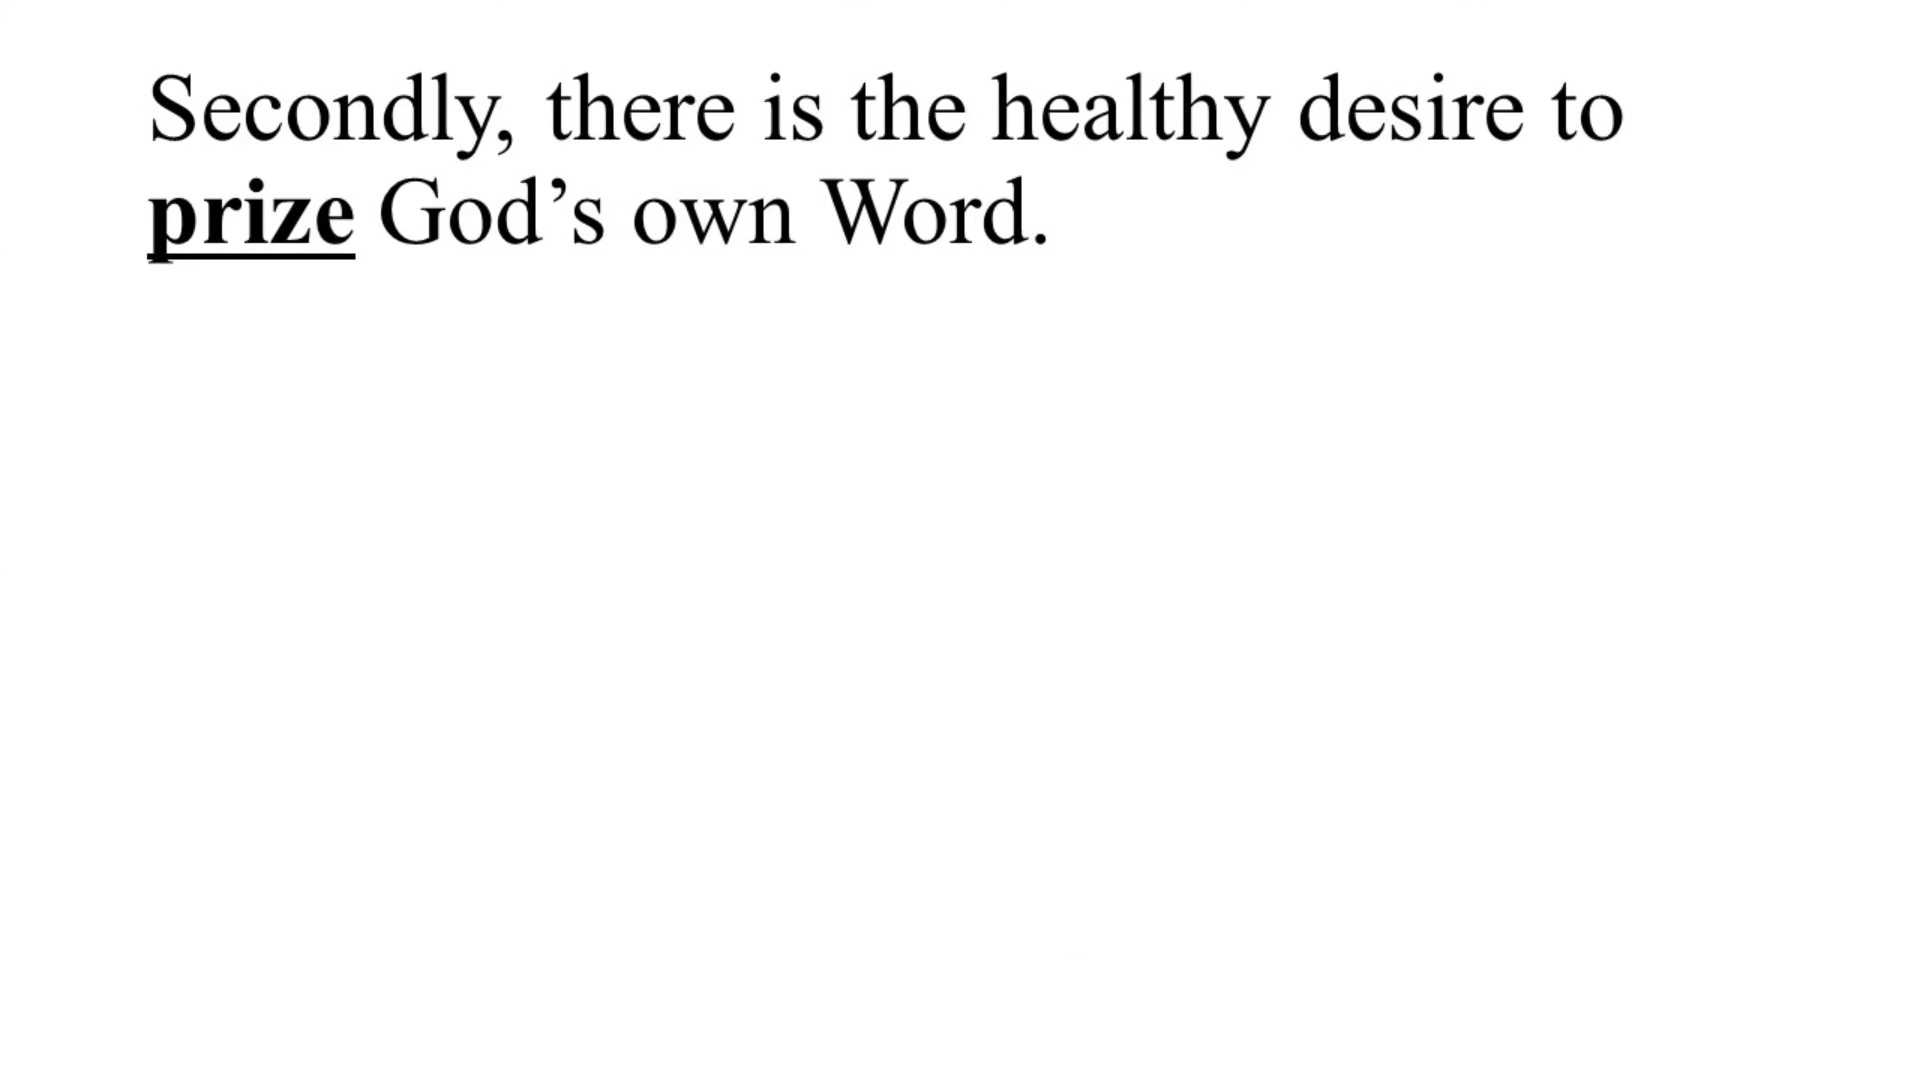 Secondly, there is the healthy desire to
prize God’s own Word.